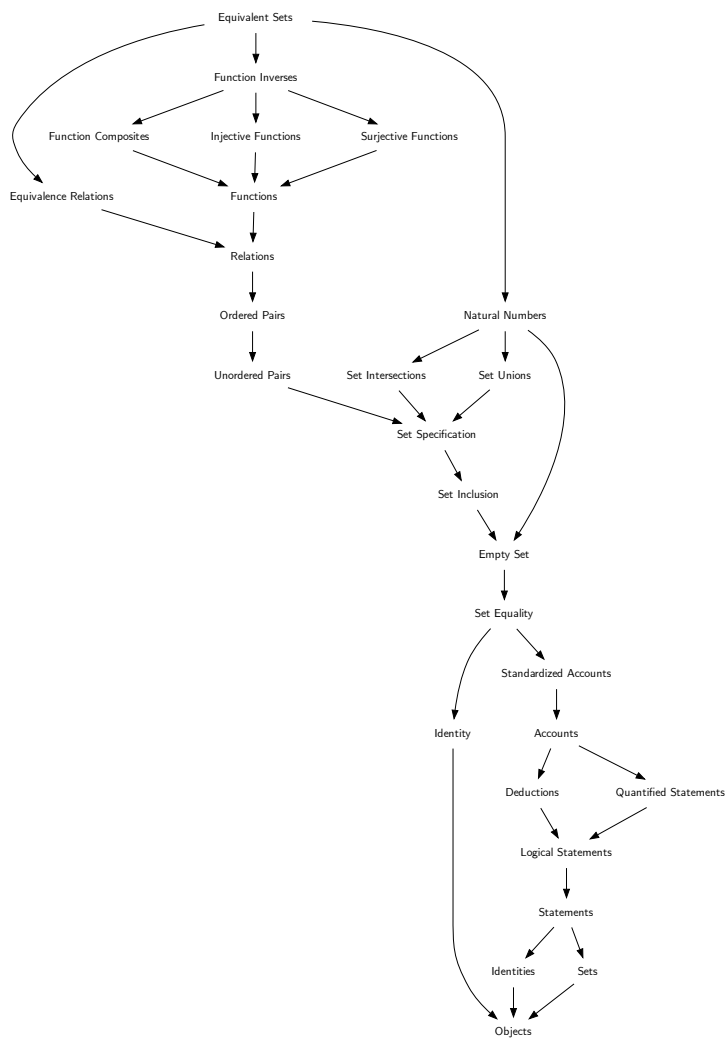 Equivalent Sets
Function Inverses
Function Composites
Injective Functions
Surjective Functions
Equivalence Relations
Functions
Relations
Ordered Pairs
Natural Numbers
Unordered Pairs
Set Intersections
Set Unions
Set Specification
Set Inclusion
Empty Set
Set Equality
Standardized Accounts
Identity
Accounts
Deductions
Quantified Statements
Logical Statements
Statements
Identities
Sets
Objects